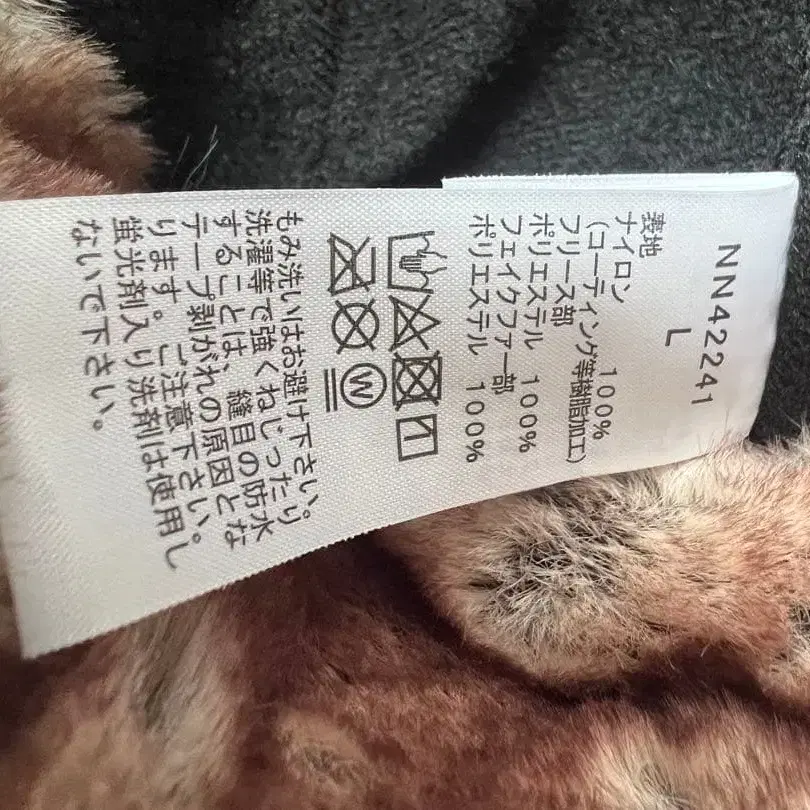 NN42241
L
表地
ナイロン 100%
(コーティング等樹脂加工)
フリース部
ポリエステル 100%
フェイクファー部
ポリエステル 100%
W
もみ洗いはお避け下さい。
洗濯等で強くねじったり
することは、縫目の防水
テープ剥がれの原因とな
ります。ご注意下さい。
蛍光剤入り洗剤は使用し
ないで下さい。